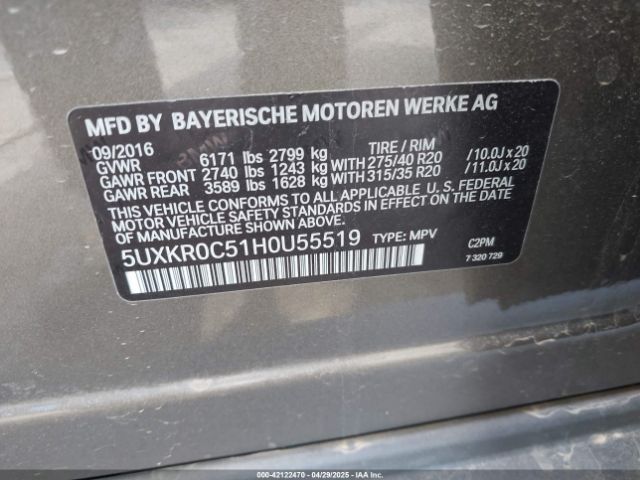 MFD BY BAYERISCHE MOTOREN WERKE AG
09/2016
GVWR 6171 lbs 2799 kg TIRE / RIM
GAWR FRONT 2740 lbs 1243 kg WITH 275/40 R20 /10.0J x 20
GAWR REAR 3589 lbs 1628 kg WITH 315/35 R20 /11.0J x 20
THIS VEHICLE CONFORMS TO ALL APPLICABLE U. S. FEDERAL
MOTOR VEHICLE SAFETY STANDARDS IN EFFECT ON THE DATE
OF MANUFACTURE SHOWN ABOVE.
5UXKR0C51H0U55519 TYPE: MPV C2PM
7 320 729
000-42122470 | 04/29/2025 - IAA, Inc.